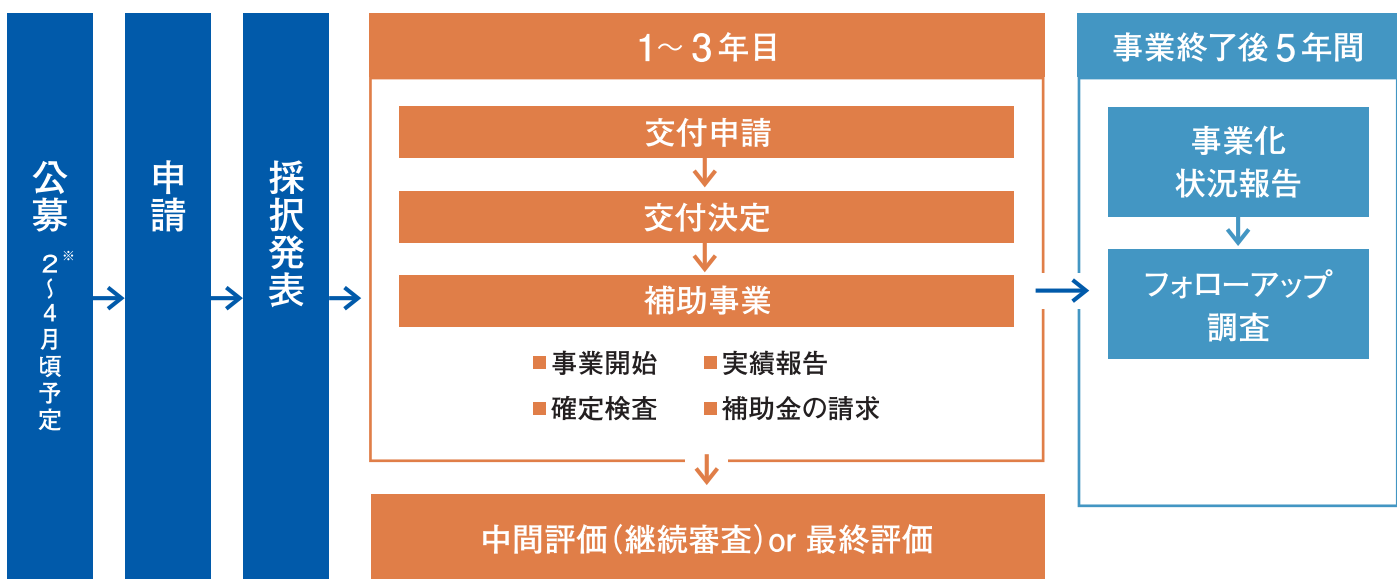 公募
※
2～4月頃予定
申請
採択発表
1～3年目
交付申請
交付決定
補助事業
■事業開始
■実績報告
■確定検査
■補助金の請求
中間評価(継続審査)or 最終評価
事業終了後5年間
事業化
状況報告
フォローアップ
調査